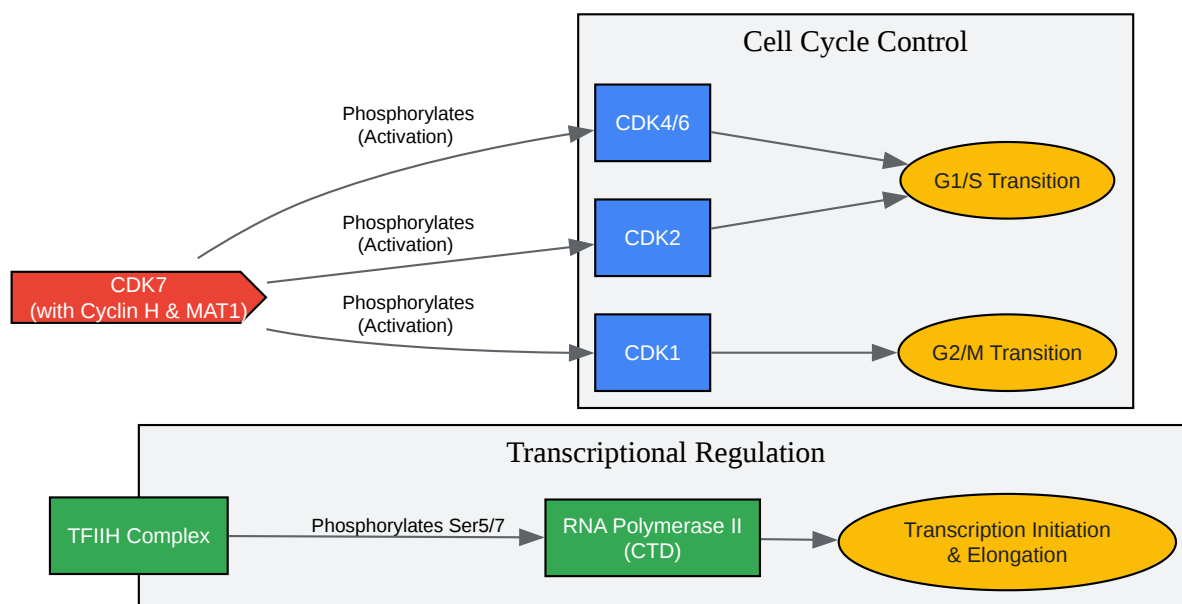 Cell Cycle Control
Phosphorylates
(Activation)
CDK4/6
G1/S Transition
Phosphorylates
(Activation)
CDK2
CDK7
(with Cyclin H & MAT1)
Phosphorylates
(Activation)
CDK1
G2/M Transition
Transcriptional Regulation
TFIIH Complex
Phosphorylates Ser5/7
RNA Polymerase II
(CTD)
Transcription Initiation
& Elongation